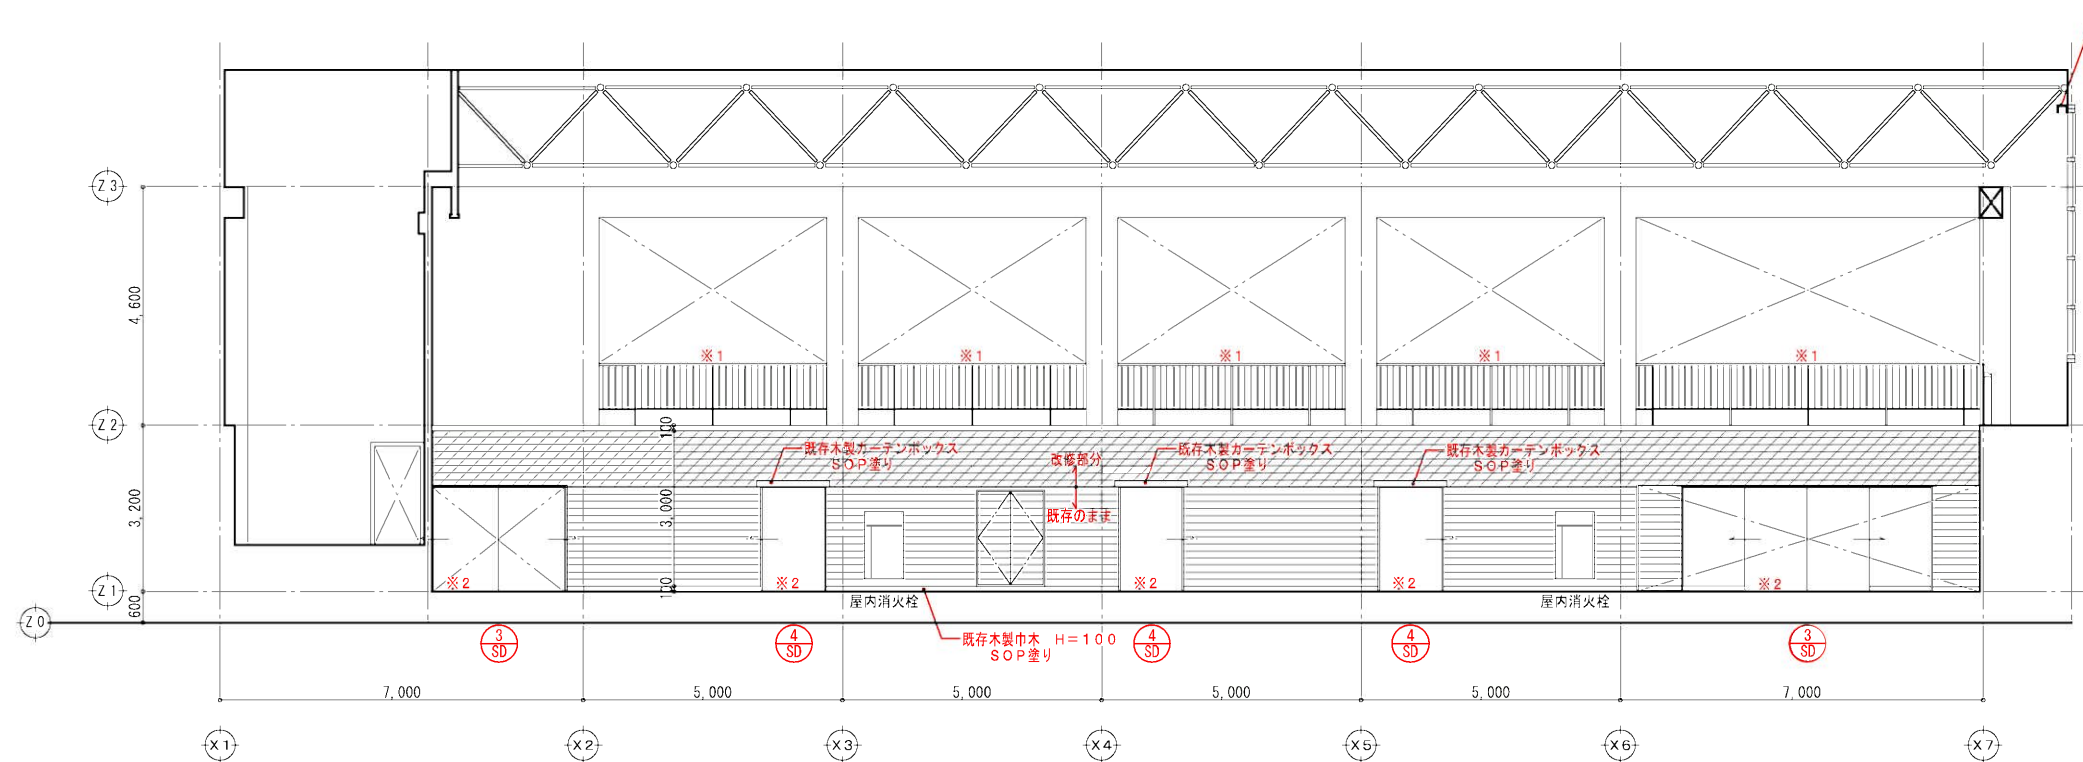 Z3
4,600
※1
※1
※1
※1
※1
Z2
100
既存木製カーテンボックス
SOP塗り
改修部分
既存木製カーテンボックス
SOP塗り
既存木製カーテンボックス
SOP塗り
3,200
3,000
既存のまま
※2
※2
※2
※2
※2
Z1
100
屋内消火栓
屋内消火栓
600
Z0
3
SD
4
SD
既存木製巾木 H=100
SOP塗り
4
SD
4
SD
3
SD
7,000
5,000
5,000
5,000
5,000
7,000
X1
X2
X3
X4
X5
X6
X7